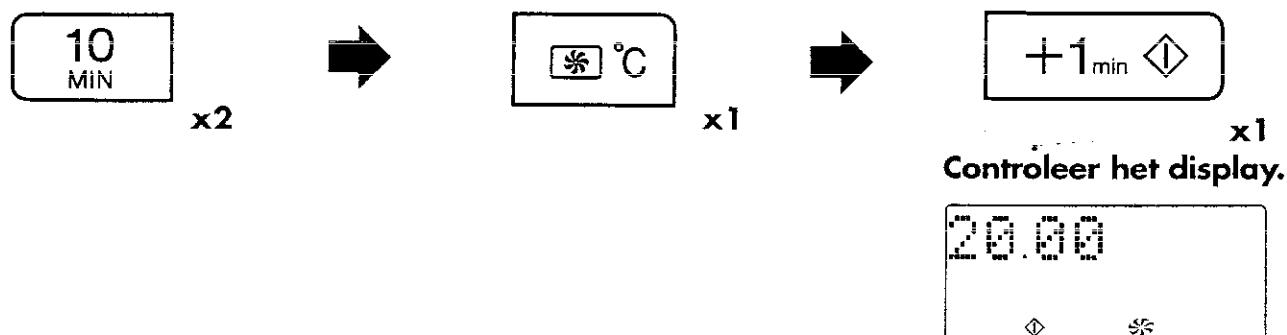 10
MIN
x2
°C
x1
+1min
x1
Controleer het display.
20.00